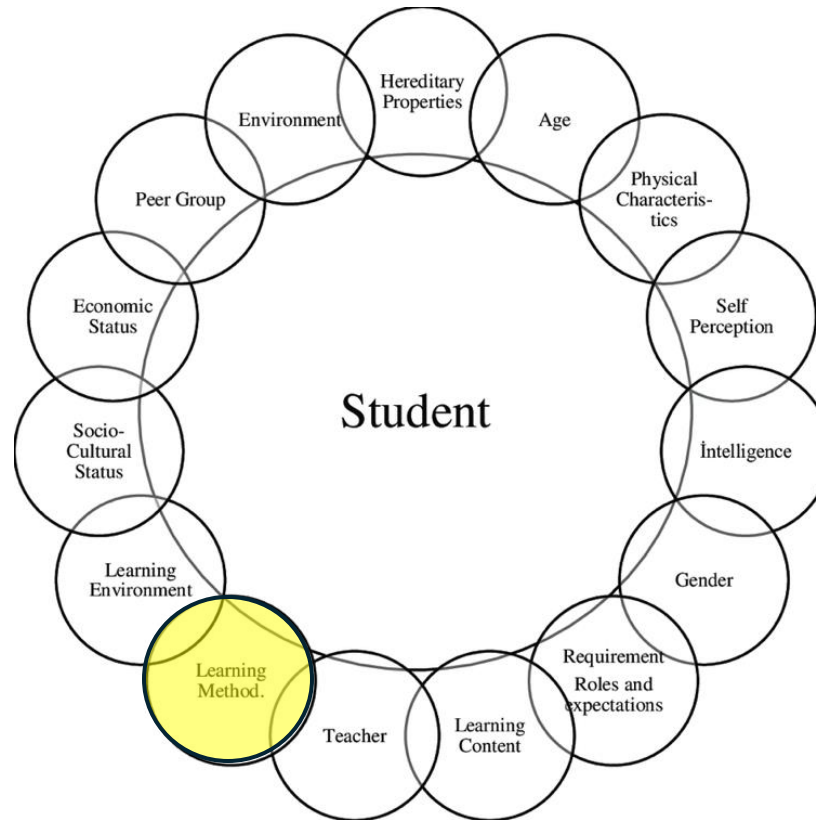 Hereditary
Properties
Age
Physical
Characteris-
tics
Self
Perception
İntelligence
Gender
Requirement
Roles and
expectations
Learning
Content
Teacher
Learning
Method.
Learning
Environment
Socio-
Cultural
Status
Economic
Status
Peer Group
Environment
Student